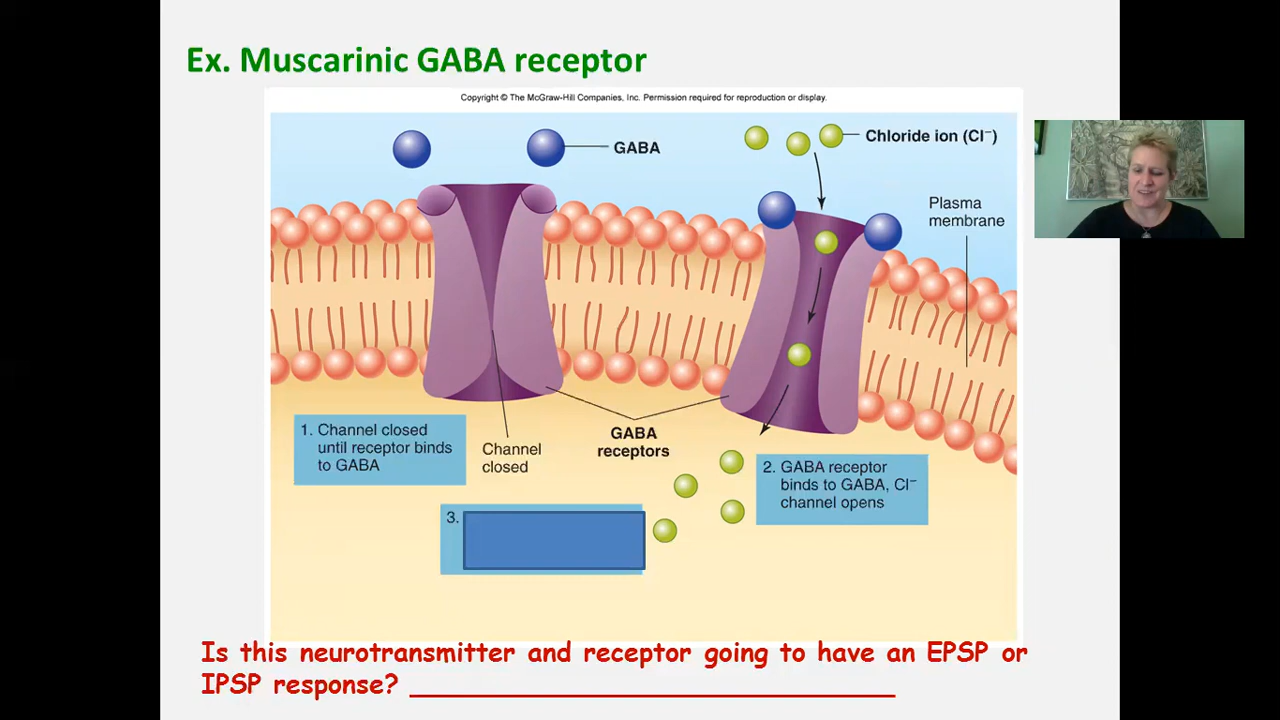 Ex. Muscarinic GABA receptor
Copyright © The McGraw-Hill Companies, Inc. Permission required for reproduction or display.
GABA
Chloride ion (Cl⁻)
Plasma
membrane
1. Channel closed
until receptor binds
to GABA
Channel
closed
GABA
receptors
2. GABA receptor
binds to GABA, Cl⁻
channel opens
3.
Is this neurotransmitter and receptor going to have an EPSP or
IPSP response? ______________________________